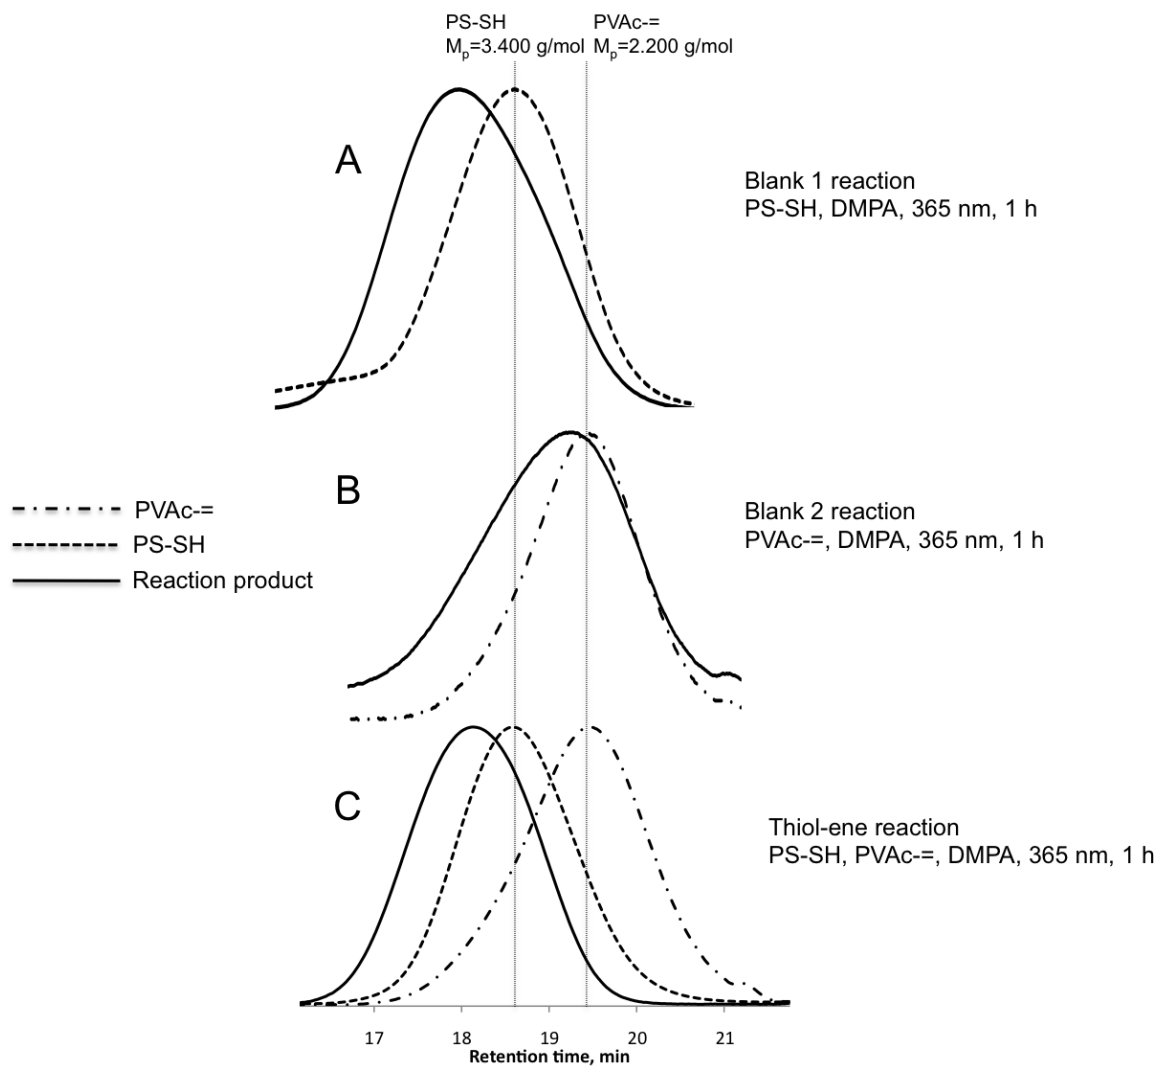 PS-SH
Mp=3.400 g/mol
PVAc-=
Mp=2.200 g/mol
A
Blank 1 reaction
PS-SH, DMPA, 365 nm, 1 h
B
Blank 2 reaction
PVAc-=, DMPA, 365 nm, 1 h
PVAc-=
PS-SH
Reaction product
C
Thiol-ene reaction
PS-SH, PVAc-=, DMPA, 365 nm, 1 h
17 18 19 20 21
Retention time, min